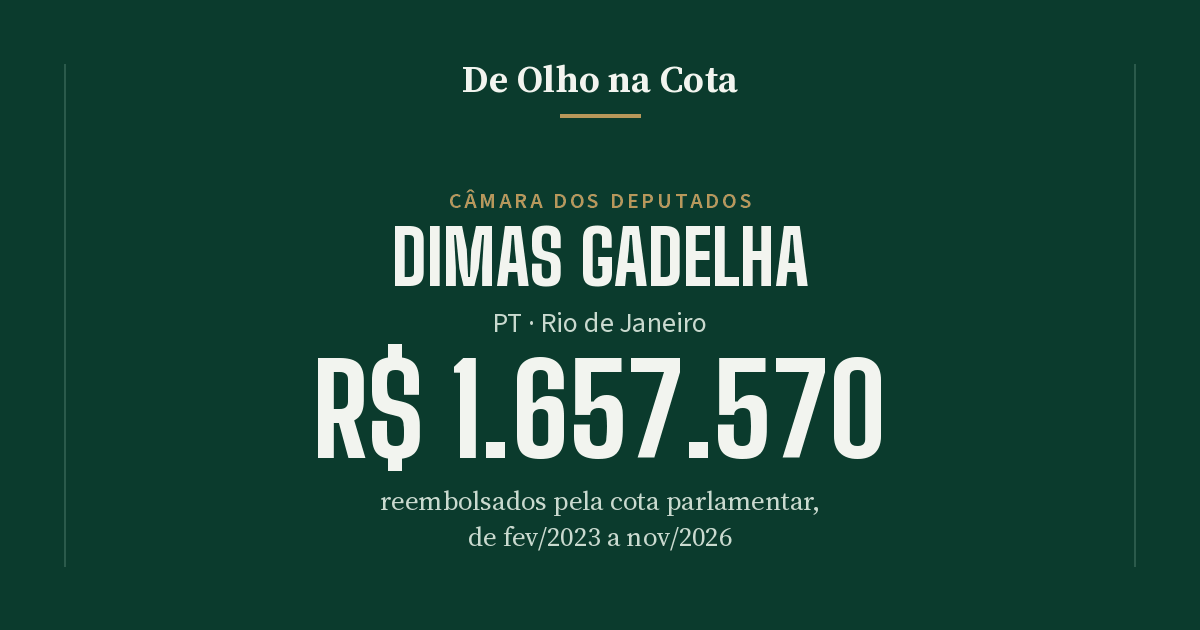 De Olho na Cota
CÂMARA DOS DEPUTADOS
DIMAS GADELHA
PT · Rio de Janeiro
R$ 1.657.570
reembolsados pela cota parlamentar,
de fev/2023 a nov/2026